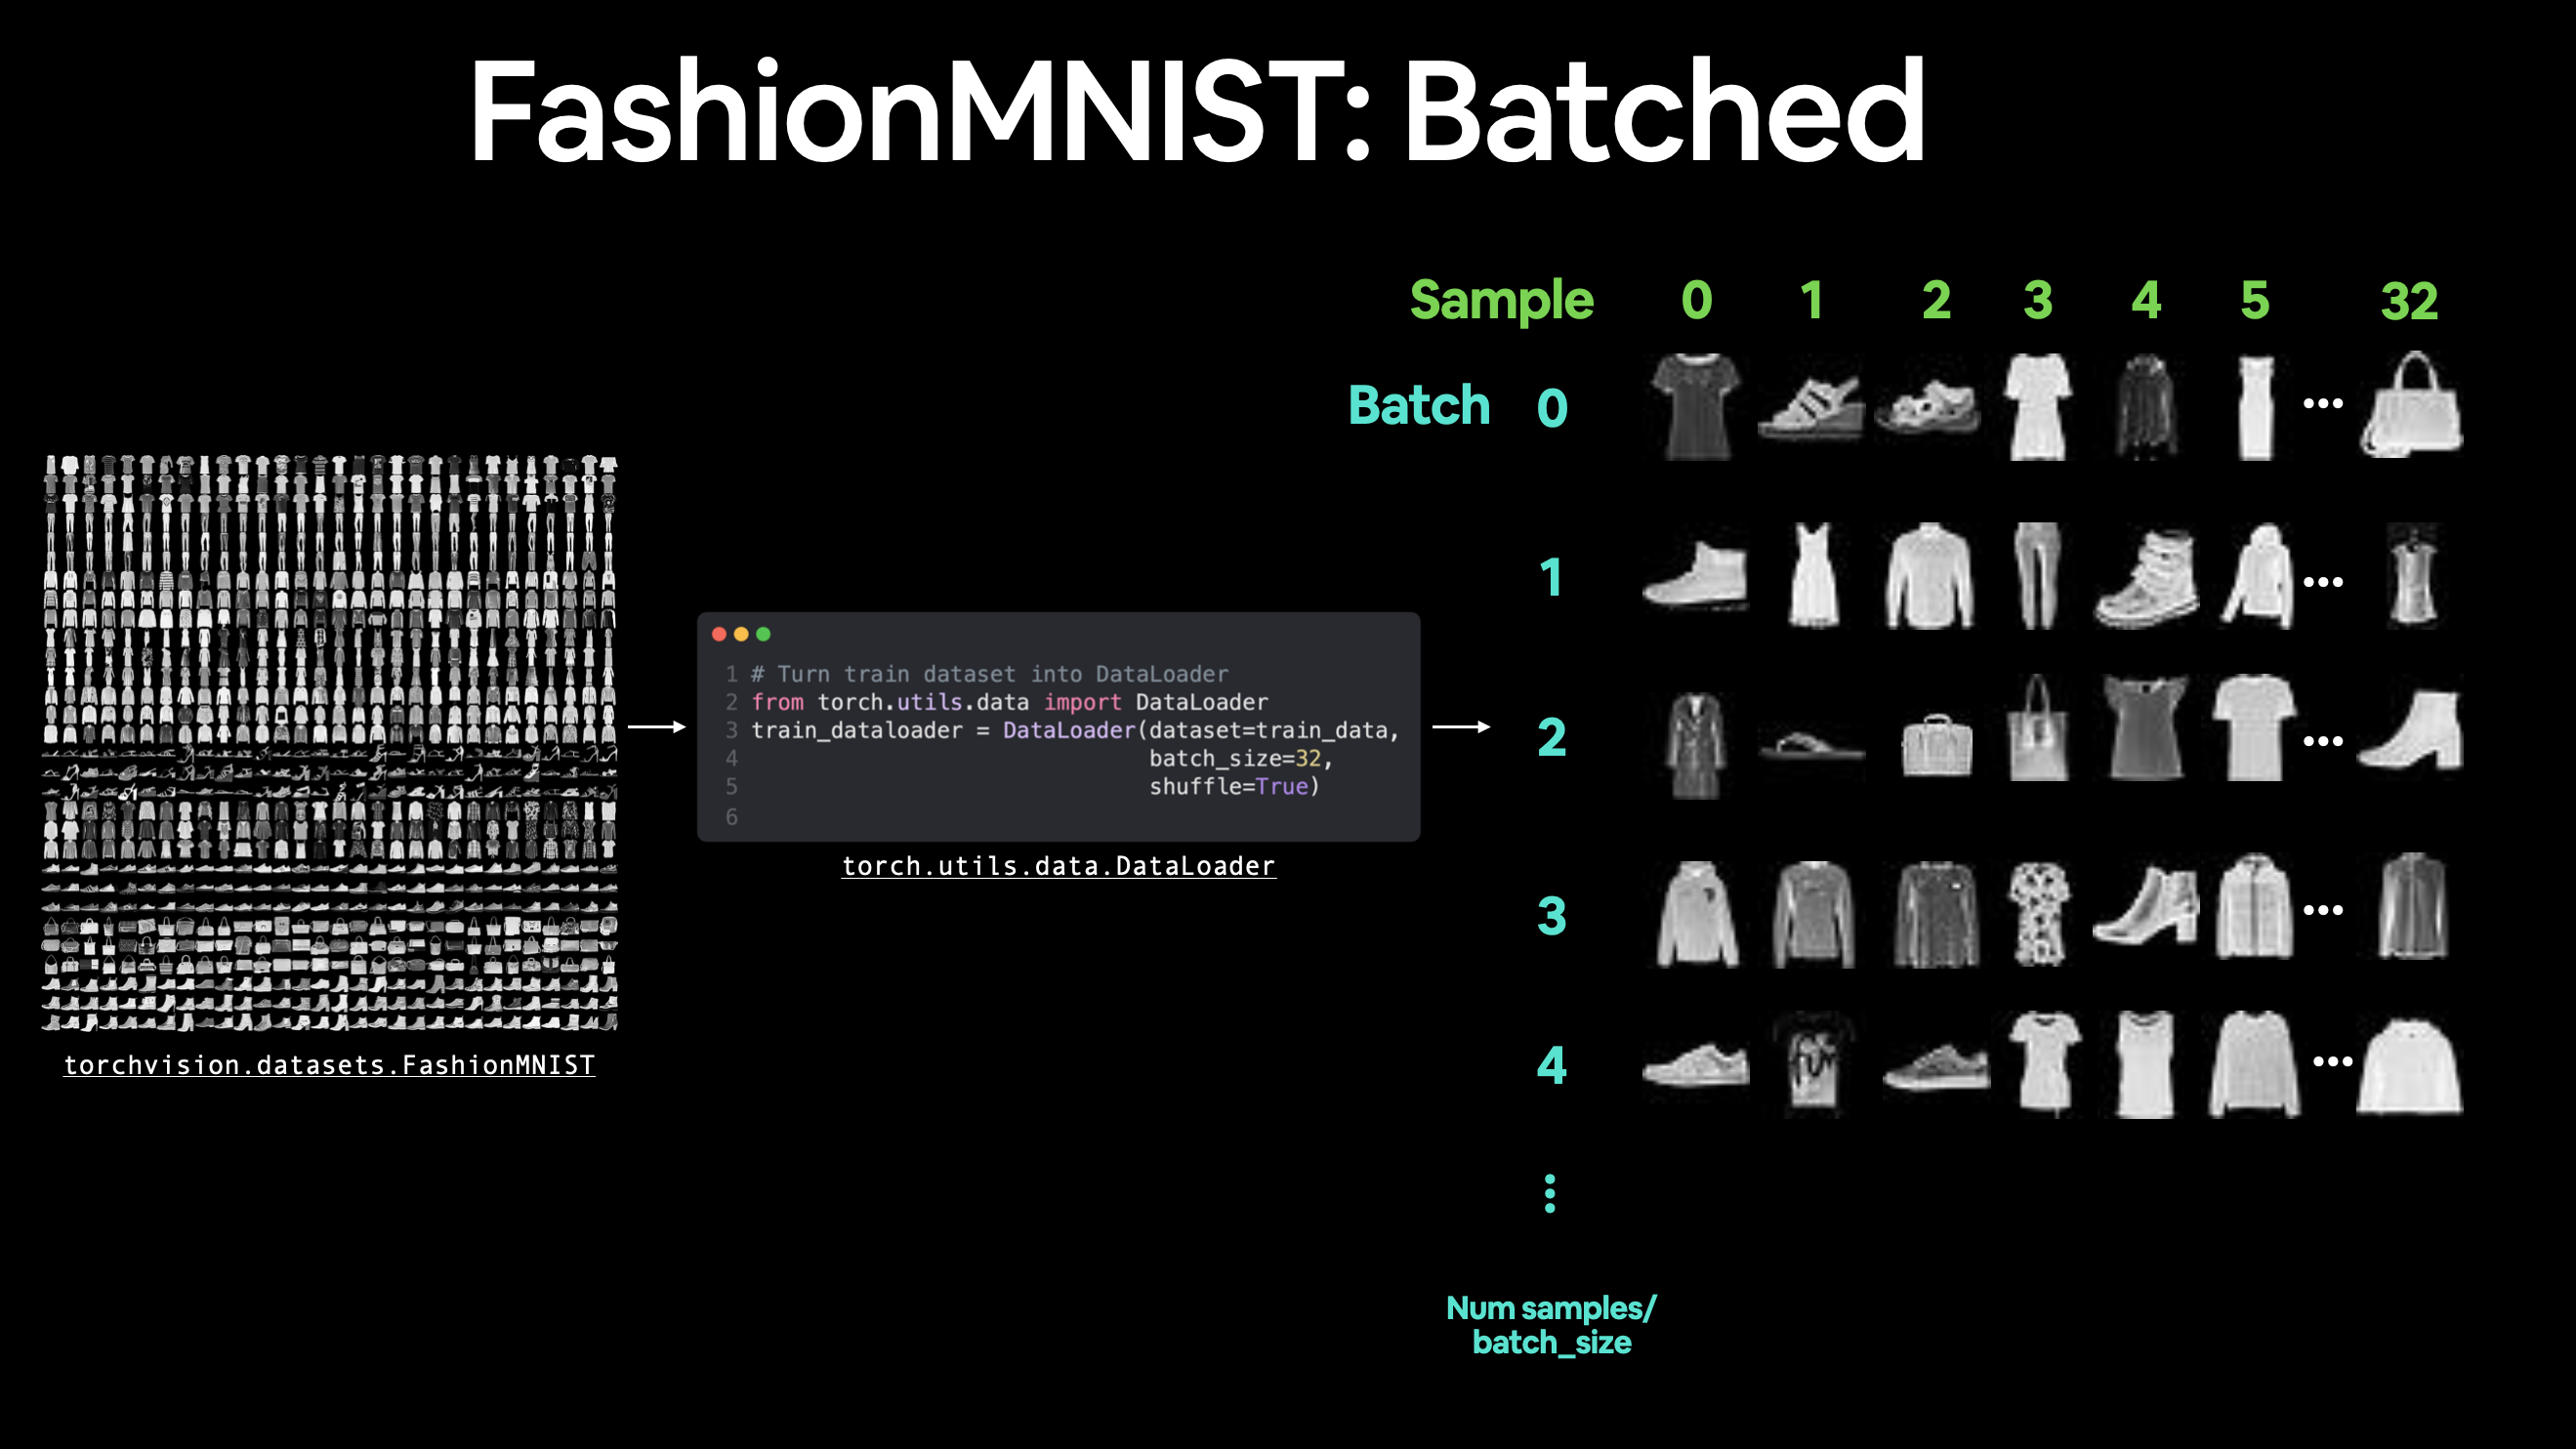 FashionMNIST: Batched
Sample 0 1 2 3 4 5 32
Batch 0 •••
1 •••
2 •••
3 •••
4 •••
Num samples/
batch_size
1 # Turn train dataset into DataLoader
2 from torch.utils.data import DataLoader
3 train_dataloader = DataLoader(dataset=train_data,
4 batch_size=32,
5 shuffle=True)
6
torch.utils.data.DataLoader
torchvision.datasets.FashionMNIST